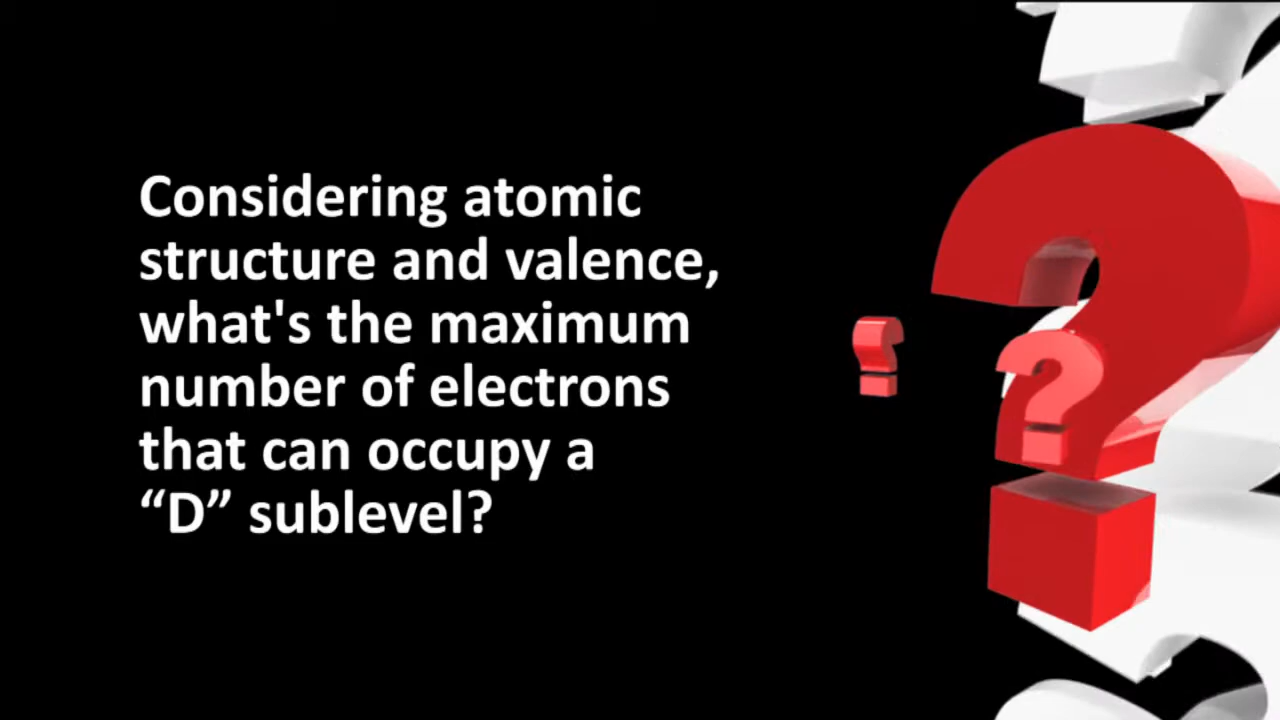 Considering atomic
structure and valence,
what's the maximum
number of electrons
that can occupy a
“D” sublevel?